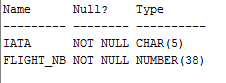 Name Null? Type
--------- -------- ----------
IATA NOT NULL CHAR(5)
FLIGHT_NB NOT NULL NUMBER(38)